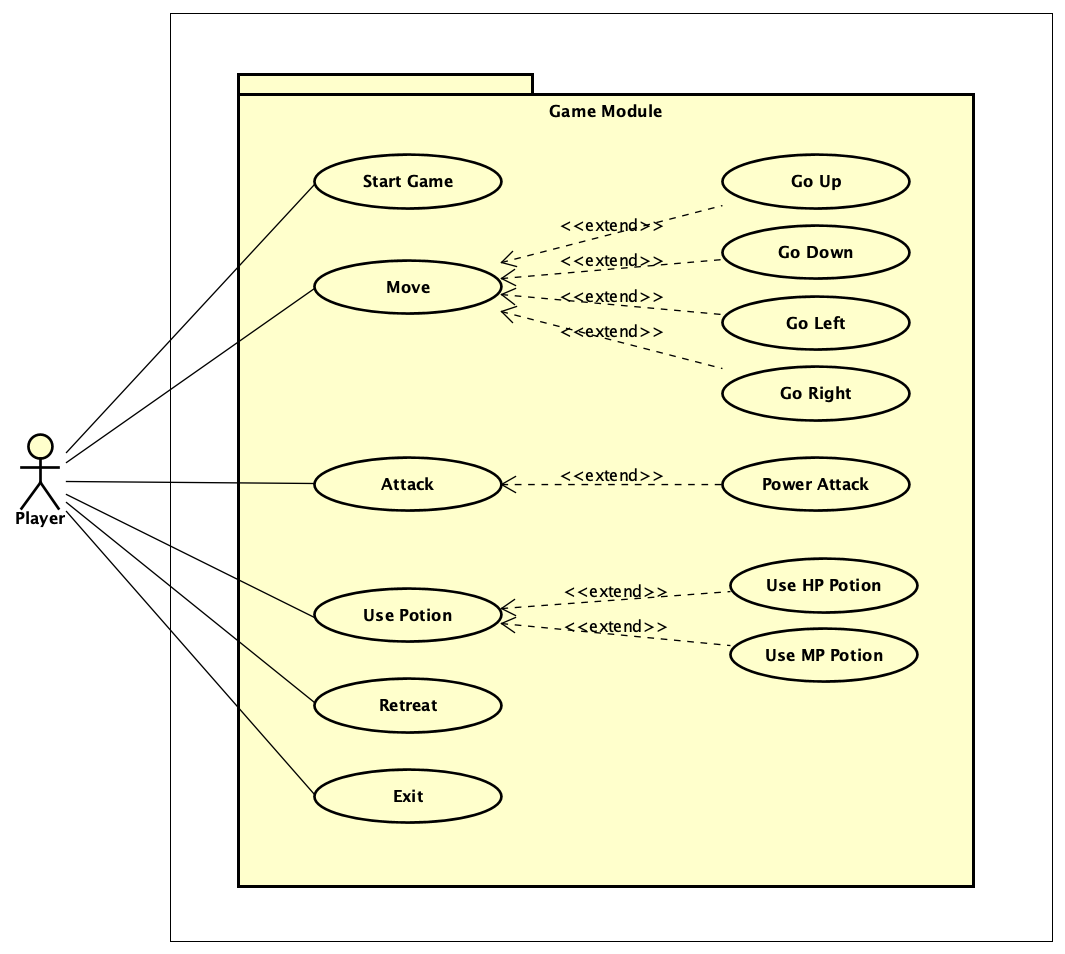 Game Module
Start Game
Go Up
<<extend>>
Go Down
<<extend>>
Move
<<extend>>
Go Left
<<extend>>
Go Right
Player
Attack
<<extend>>
Power Attack
Use Potion
<<extend>>
Use HP Potion
<<extend>>
Use MP Potion
Retreat
Exit